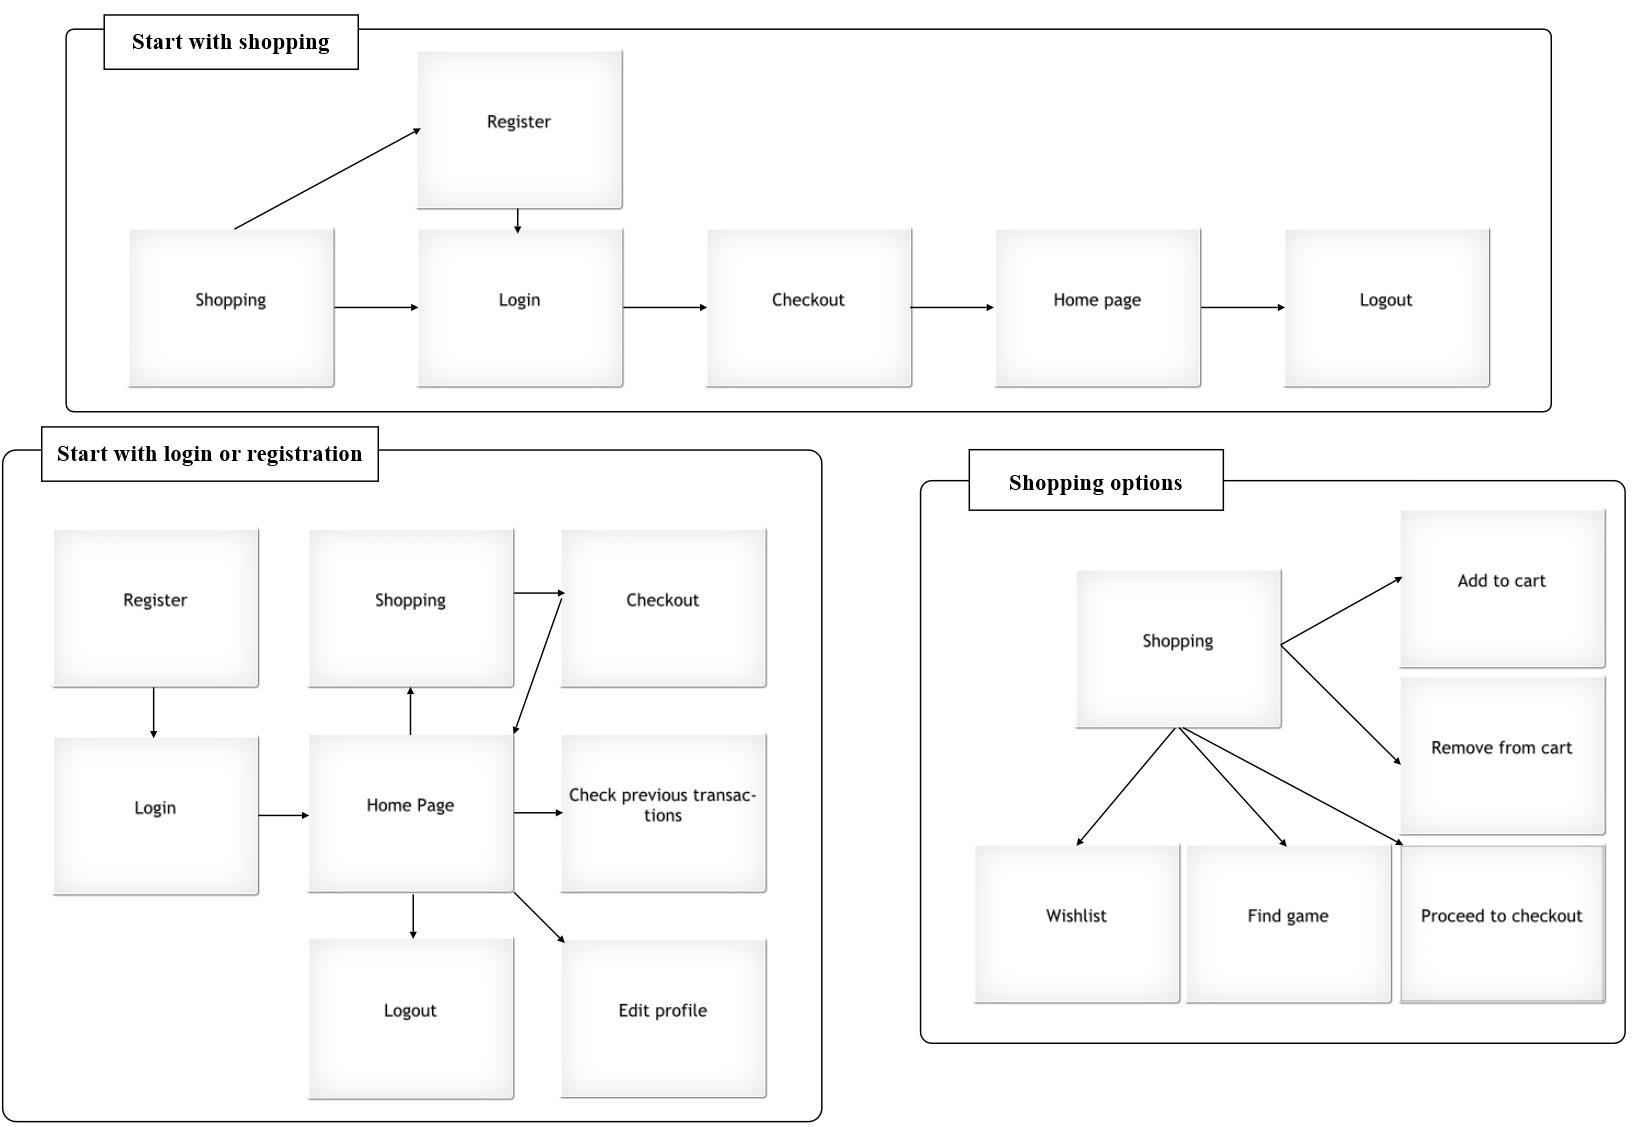 Start with shopping
Register
Shopping
Login
Checkout
Home page
Logout
Start with login or registration
Register
Shopping
Checkout
Login
Home Page
Check previous transac-
tions
Logout
Edit profile
Shopping options
Shopping
Add to cart
Remove from cart
Wishlist
Find game
Proceed to checkout